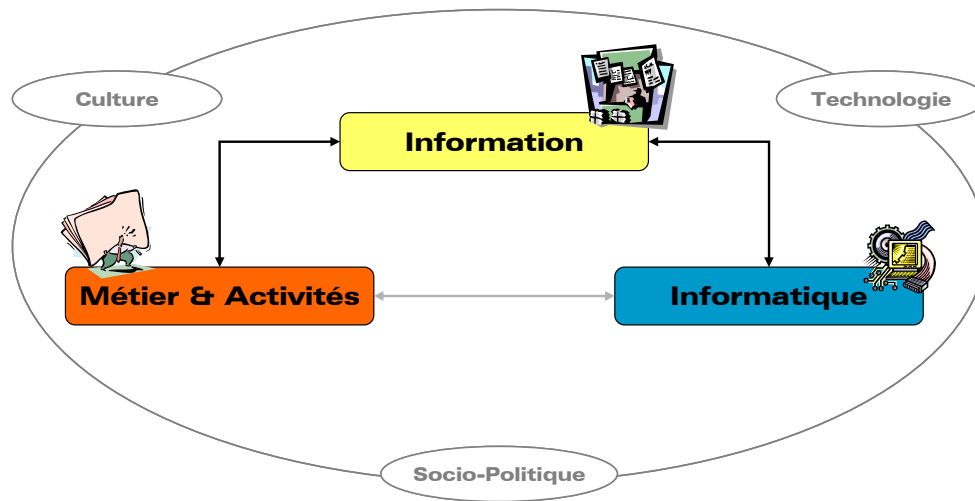 Culture
Technologie
Information
Métier & Activités
Informatique
Socio-Politique